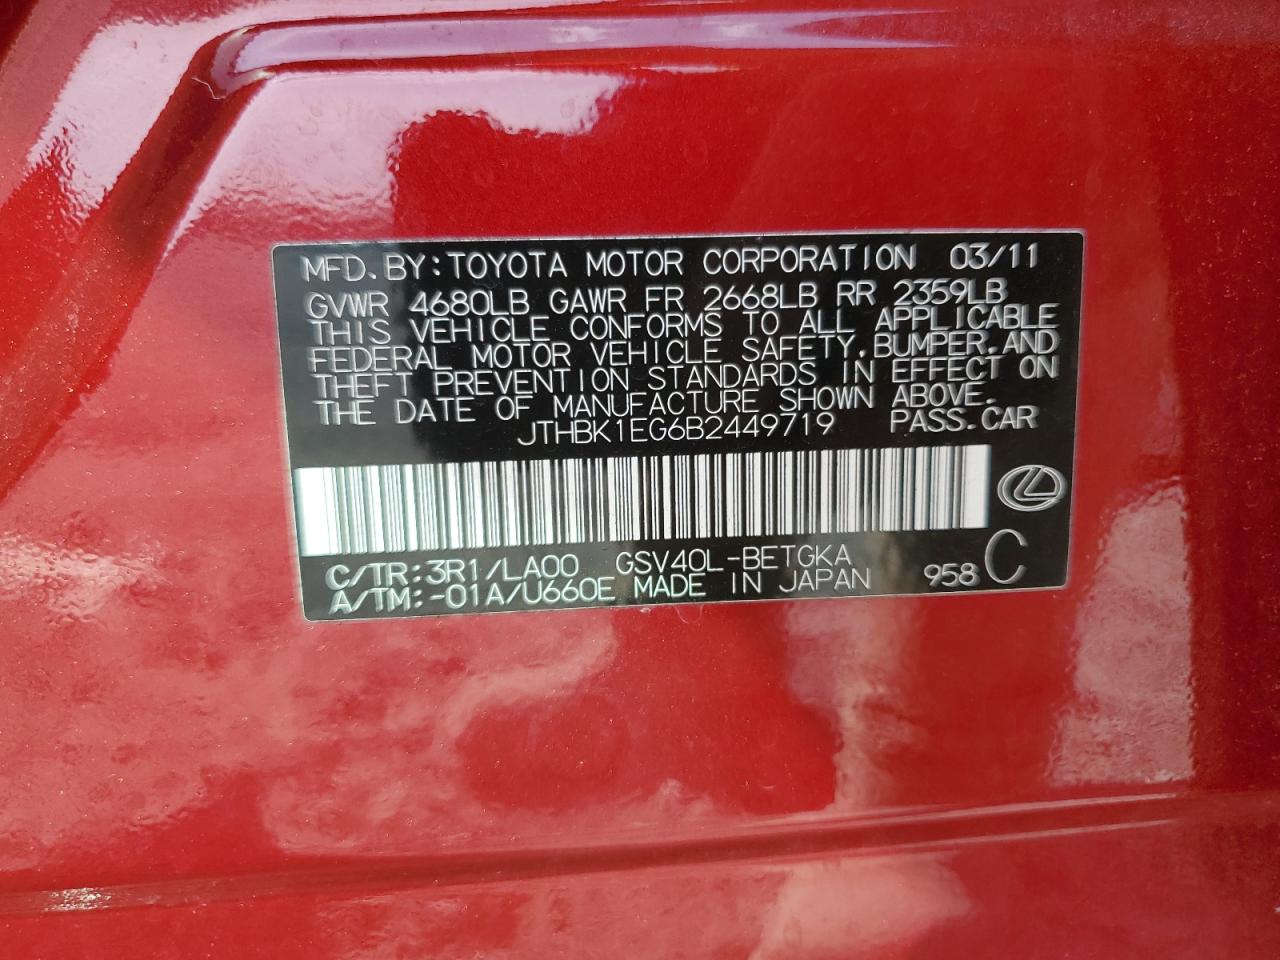 MFD.BY:TOYOTA MOTOR CORPORATION 03/11
GVWR 4680LB GAWR FR 2668LB RR 2359LB
THIS VEHICLE CONFORMS TO ALL APPLICABLE
FEDERAL MOTOR VEHICLE SAFETY,BUMPER,AND
THEFT PREVENTION STANDARDS IN EFFECT ON
THE DATE OF MANUFACTURE SHOWN ABOVE.
JTHBK1EG6B2449719 PASS.CAR
C/TR:3R1/LA00 GSV40L-BETGKA
A/TM:-01A/U660E MADE IN JAPAN 958 C